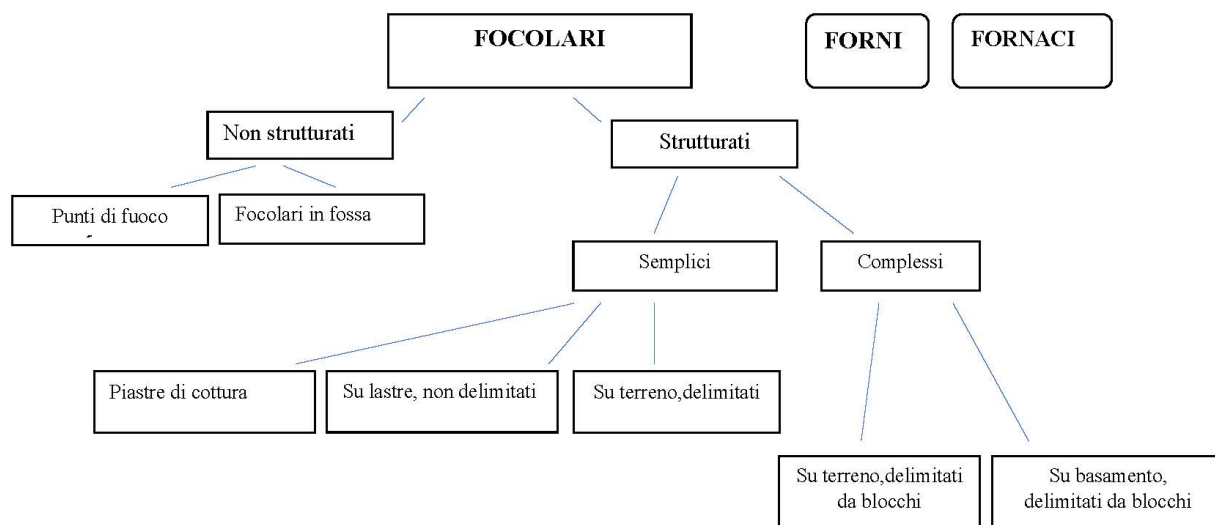 FOCOLARI
FORNI
FORNACI
Non strutturati
Strutturati
Punti di fuoco
Focolari in fossa
Semplici
Complessi
Piastre di cottura
Su lastre, non delimitati
Su terreno,delimitati
Su terreno,delimitati
da blocchi
Su basamento,
delimitati da blocchi